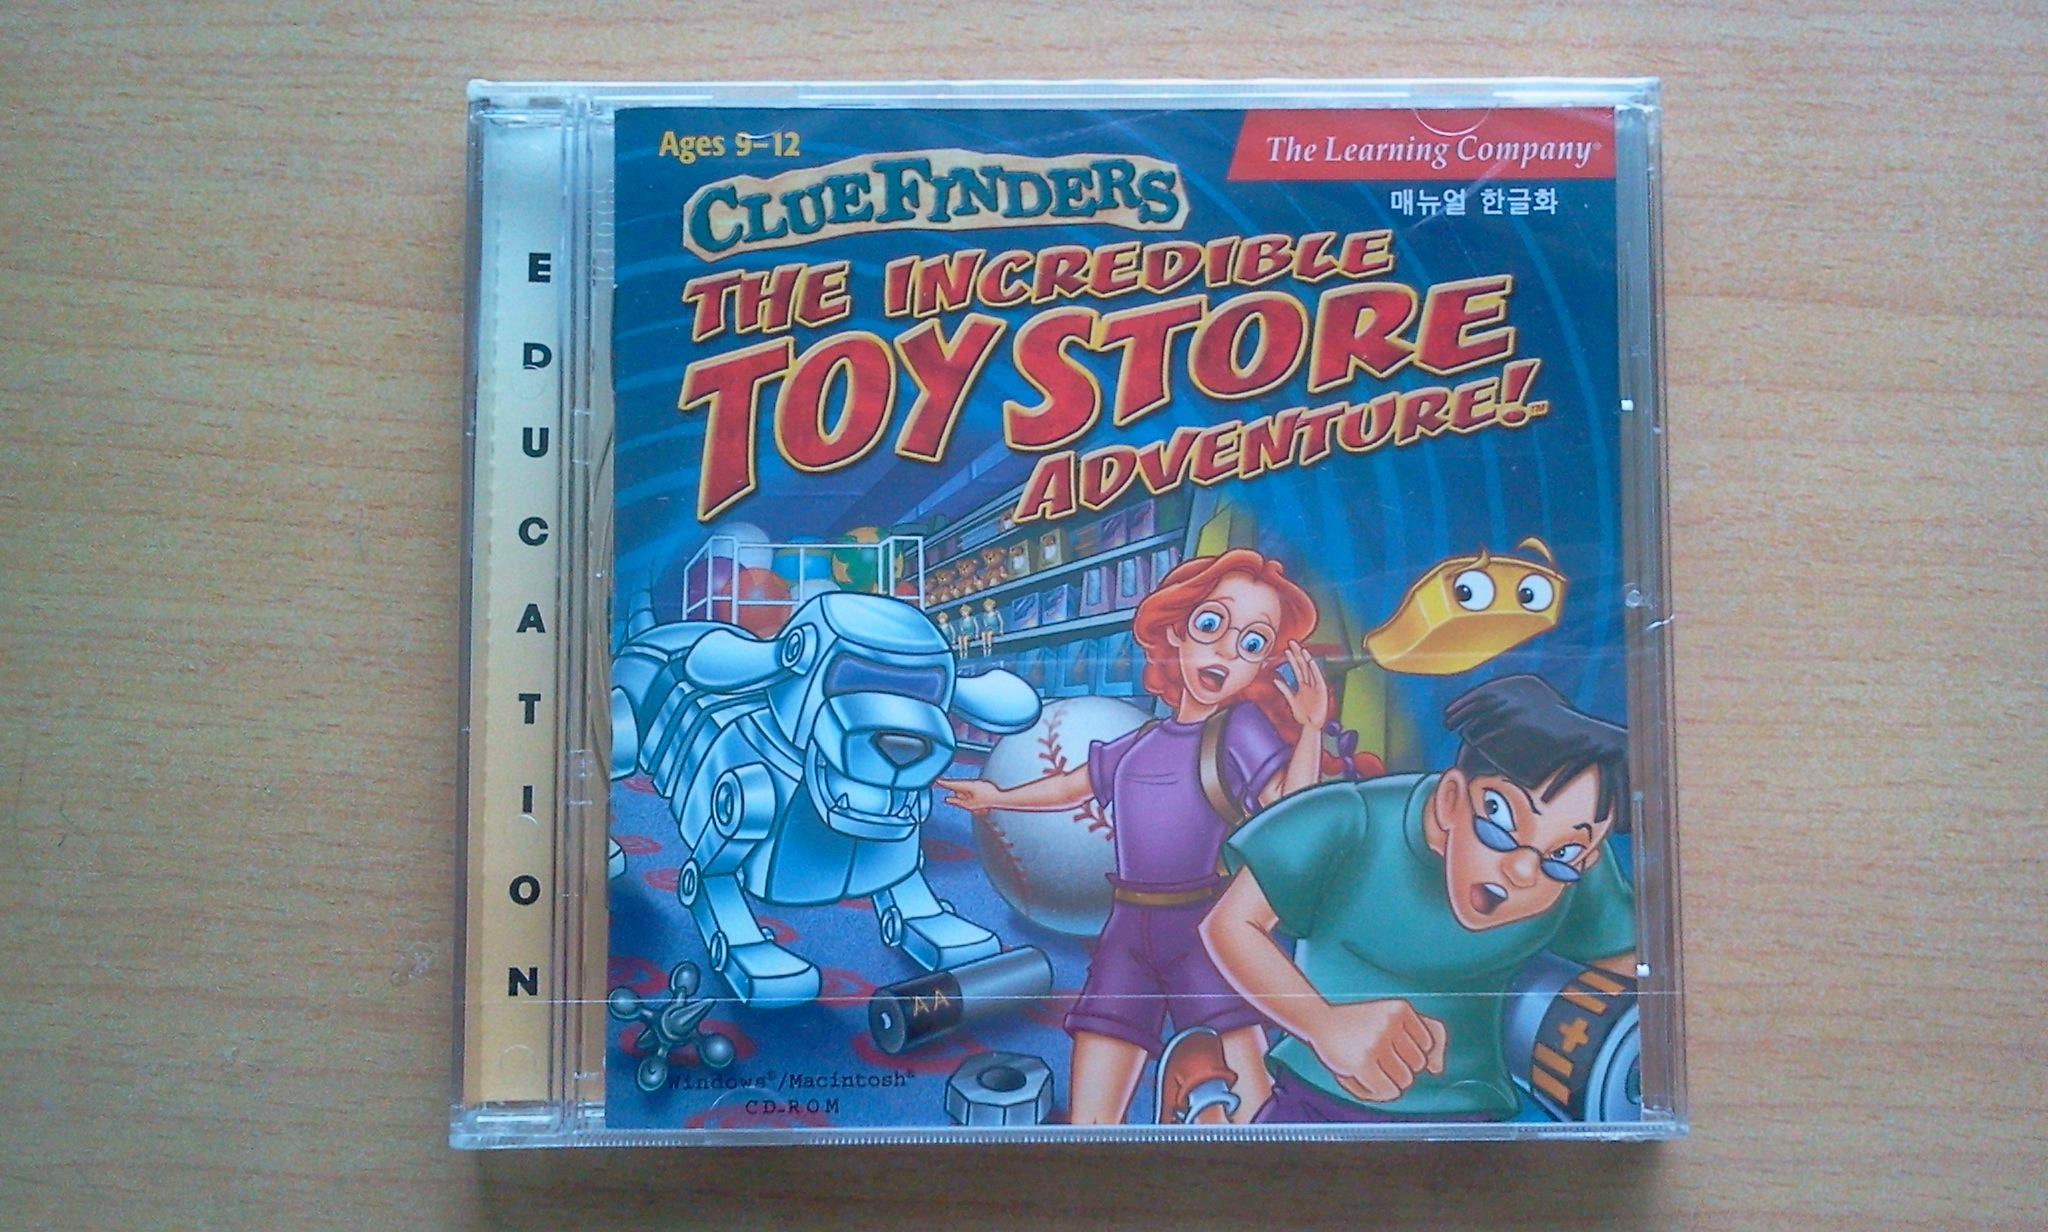 EDUCATION
Ages 9–12
The Learning Company®
매뉴얼 한글화
CLUEFINDERS
THE INCREDIBLE
TOY STORE
ADVENTURE!™
AA
Windows®/Macintosh®
CD-ROM